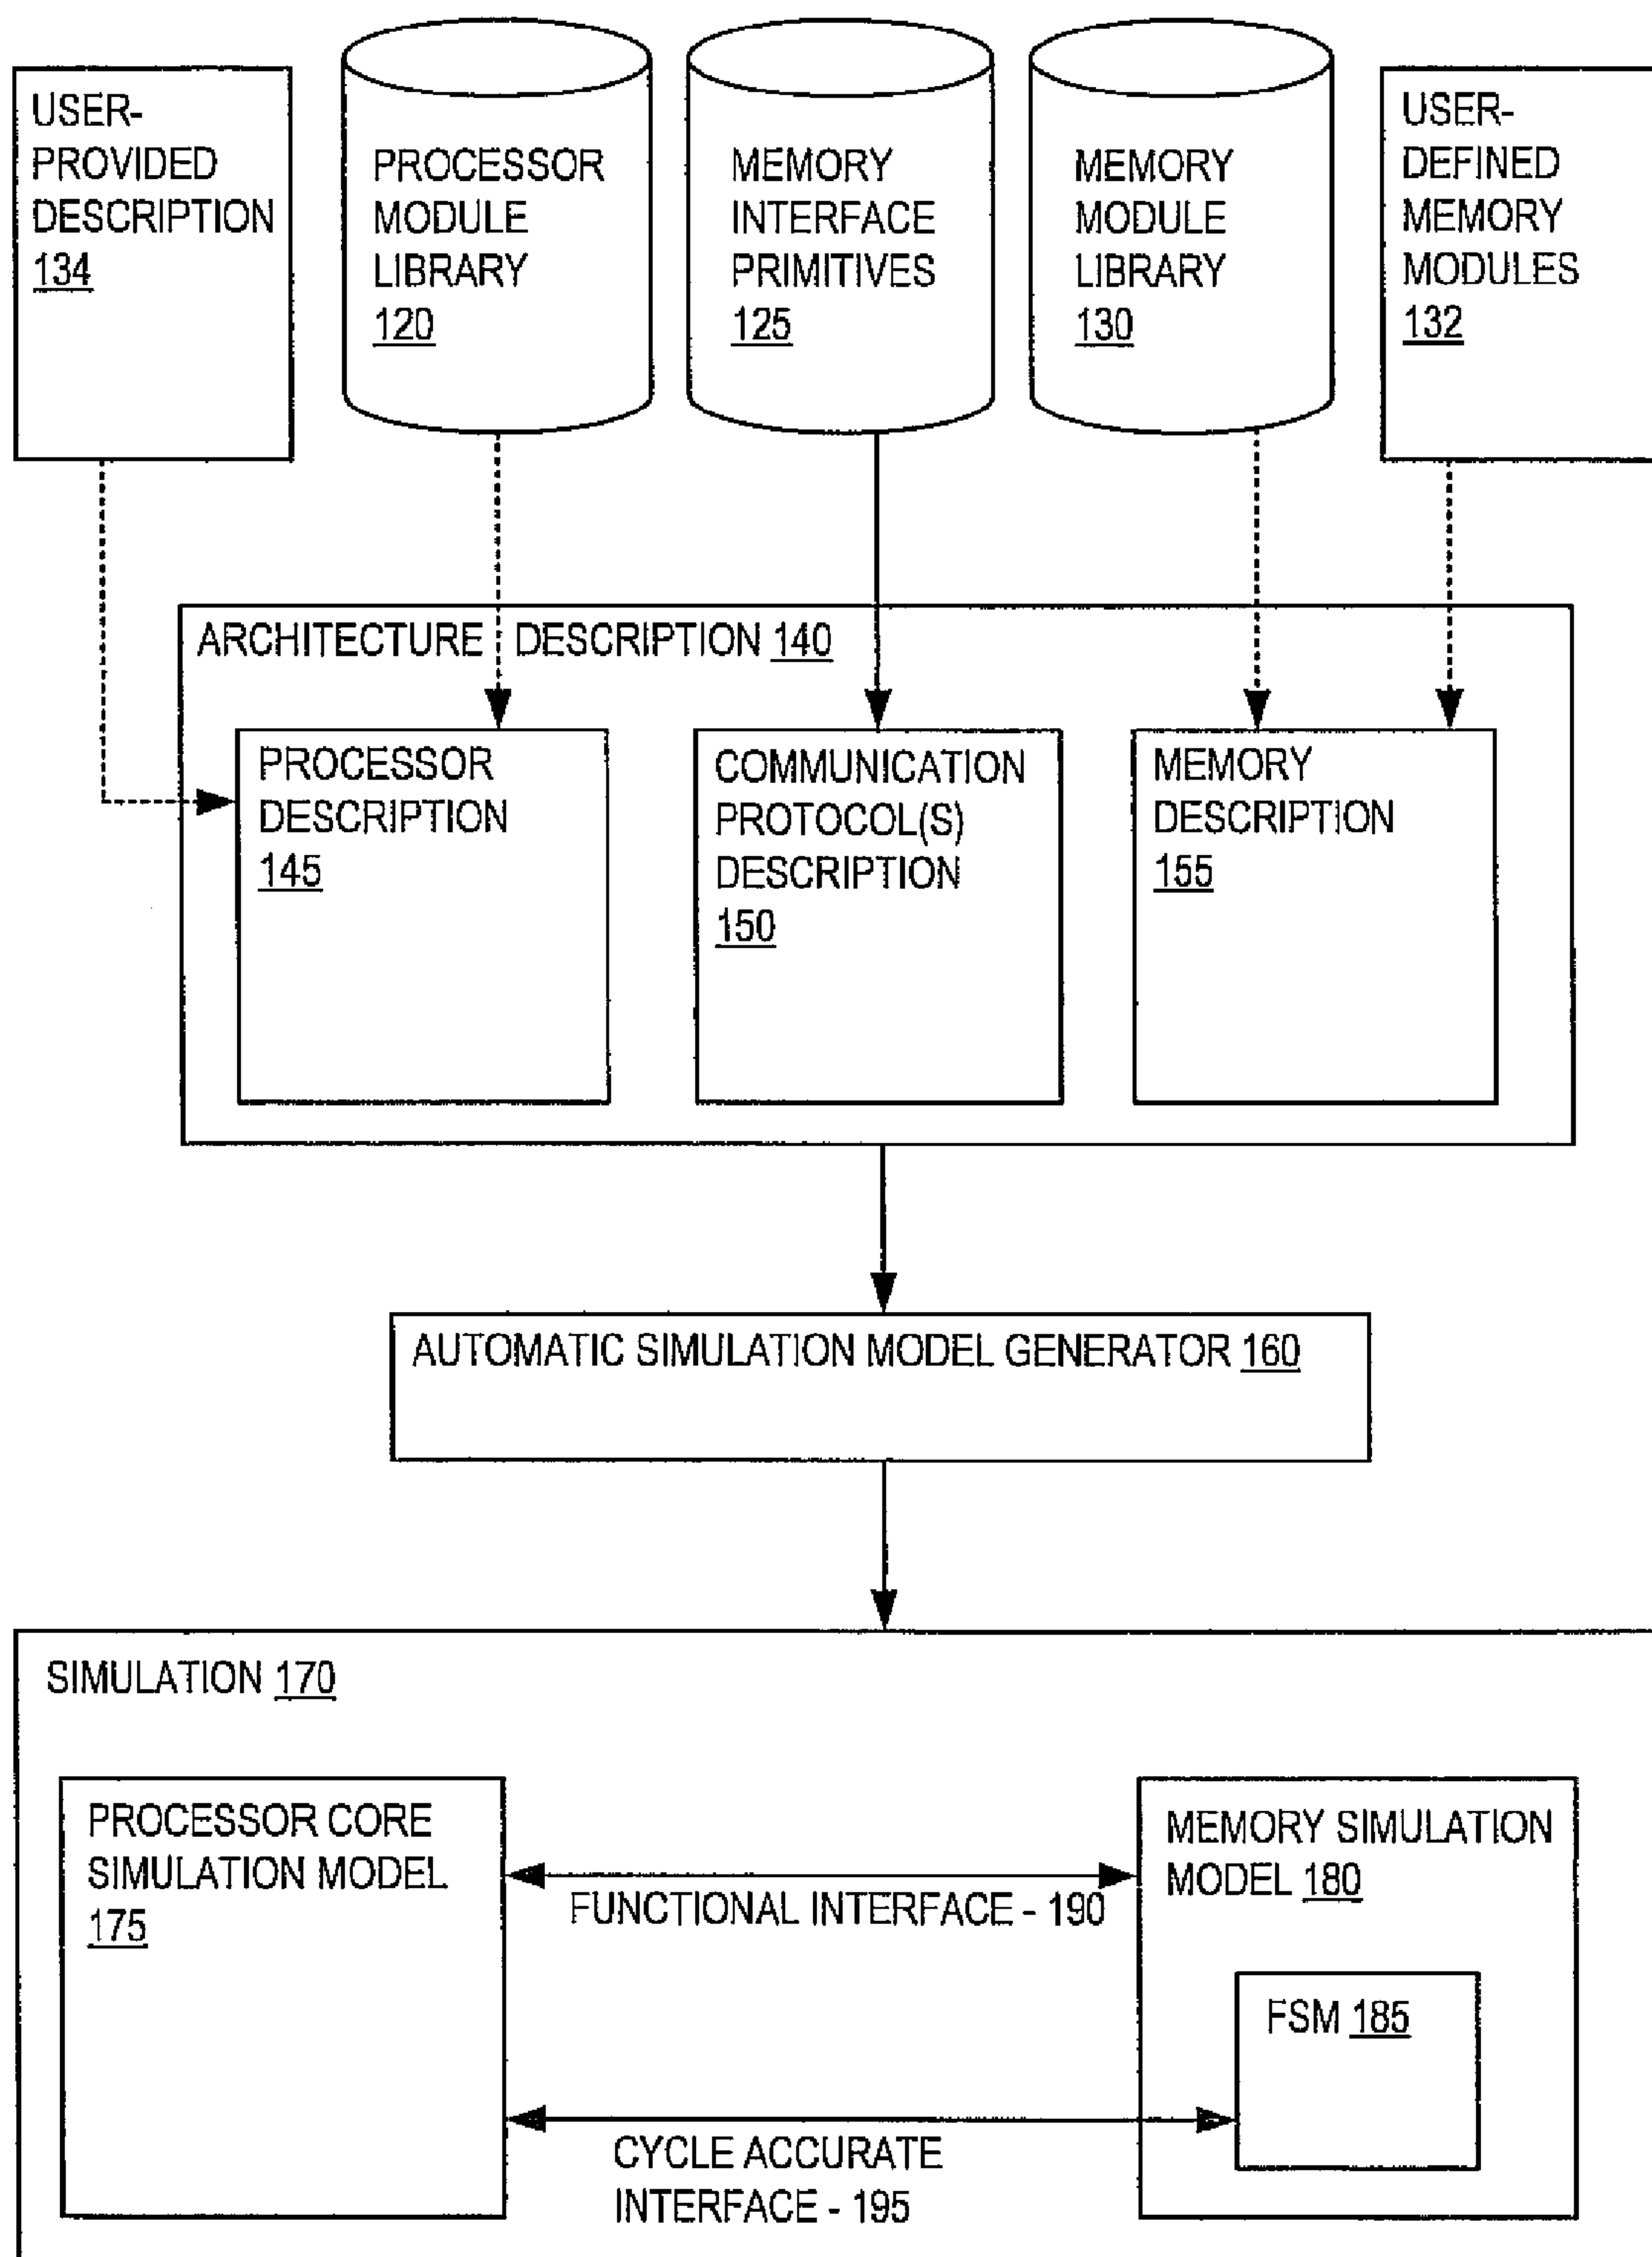 USER-
PROVIDED
DESCRIPTION
134
PROCESSOR
MODULE
LIBRARY
120
MEMORY
INTERFACE
PRIMITIVES
125
MEMORY
MODULE
LIBRARY
130
USER-
DEFINED
MEMORY
MODULES
132
ARCHITECTURE DESCRIPTION 140
PROCESSOR
DESCRIPTION
145
COMMUNICATION
PROTOCOL(S)
DESCRIPTION
150
MEMORY
DESCRIPTION
155
AUTOMATIC SIMULATION MODEL GENERATOR 160
SIMULATION 170
PROCESSOR CORE
SIMULATION MODEL
175
FUNCTIONAL INTERFACE - 190
MEMORY SIMULATION
MODEL 180
FSM 185
CYCLE ACCURATE
INTERFACE - 195